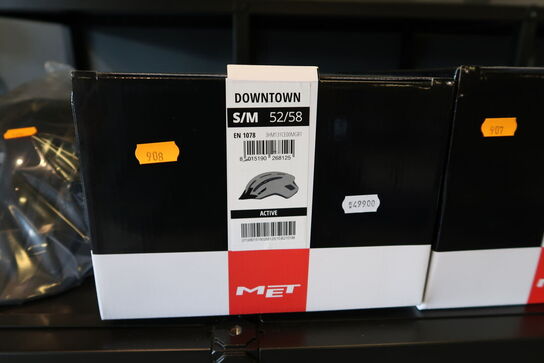 DOWNTOWN
S/M 52/58
EN 1078
8 015190 268125
ACTIVE
MET
908
49900
907